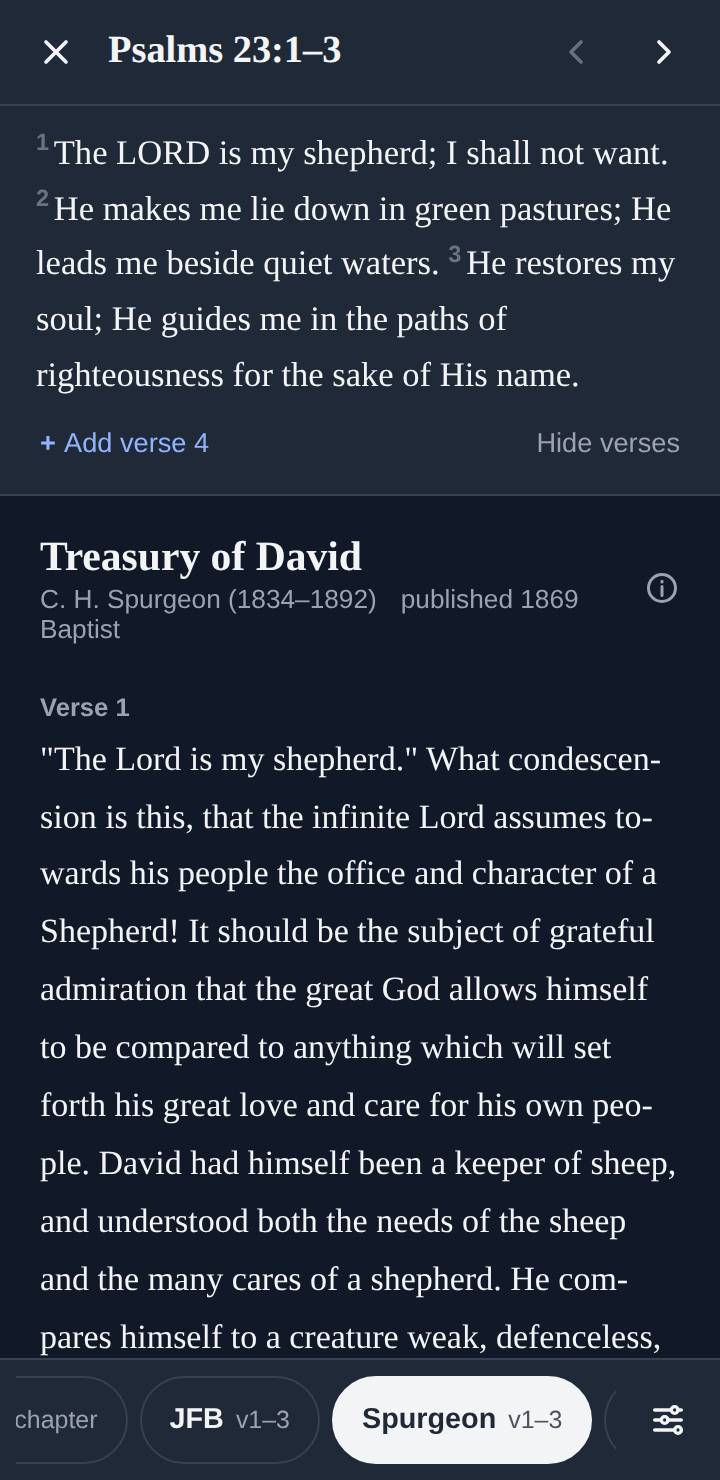 Psalms 23:1–3
1 The LORD is my shepherd; I shall not want.
2 He makes me lie down in green pastures; He
leads me beside quiet waters. 3 He restores my
soul; He guides me in the paths of
righteousness for the sake of His name.
+ Add verse 4 Hide verses
Treasury of David
C. H. Spurgeon (1834–1892) published 1869
Baptist
Verse 1
"The Lord is my shepherd." What condescen-
sion is this, that the infinite Lord assumes to-
wards his people the office and character of a
Shepherd! It should be the subject of grateful
admiration that the great God allows himself
to be compared to anything which will set
forth his great love and care for his own peo-
ple. David had himself been a keeper of sheep,
and understood both the needs of the sheep
and the many cares of a shepherd. He com-
pares himself to a creature weak, defenceless,
chapter JFB v1–3 Spurgeon v1–3